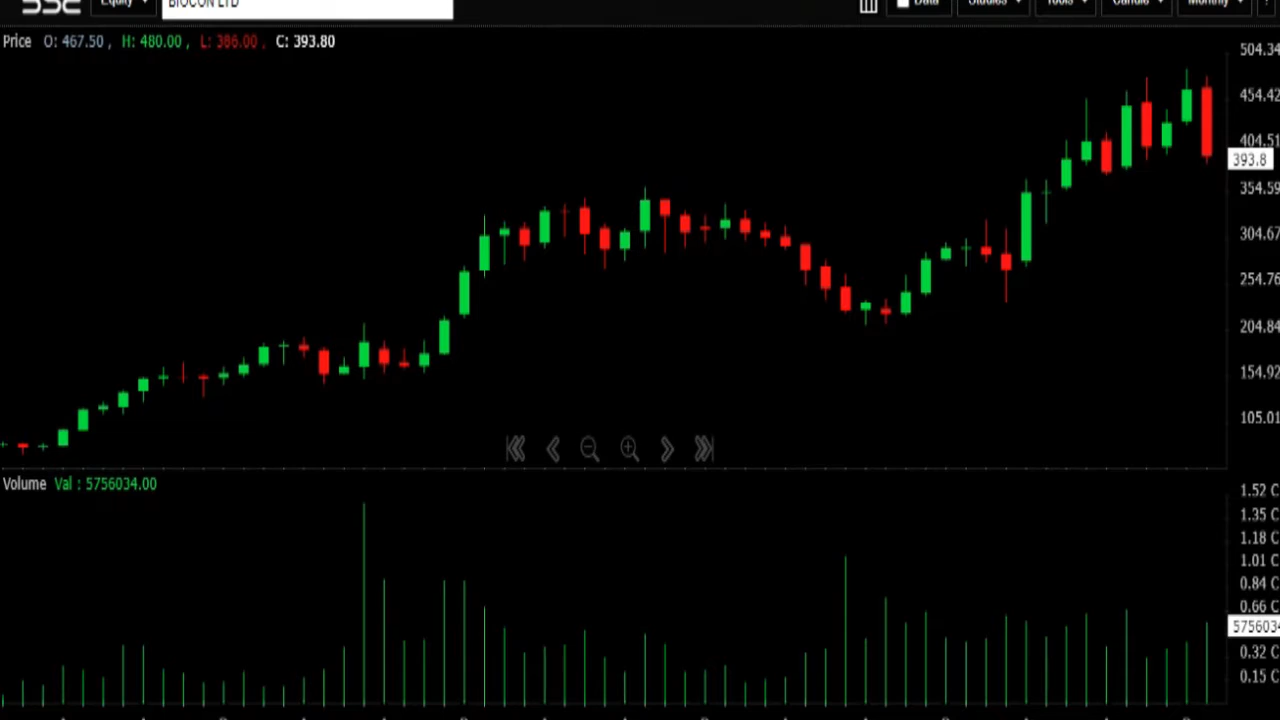 Equity BIOCON LTD Data Studies Tools Candle Monthly
Price O: 467.50 , H: 480.00 , L: 386.00 , C: 393.80
504.34
454.42
404.51
393.8
354.59
304.67
254.76
204.84
154.92
105.01
Volume Val : 5756034.00
1.52 C
1.35 C
1.18 C
1.01 C
0.84 C
0.66 C
5756034
0.32 C
0.15 C